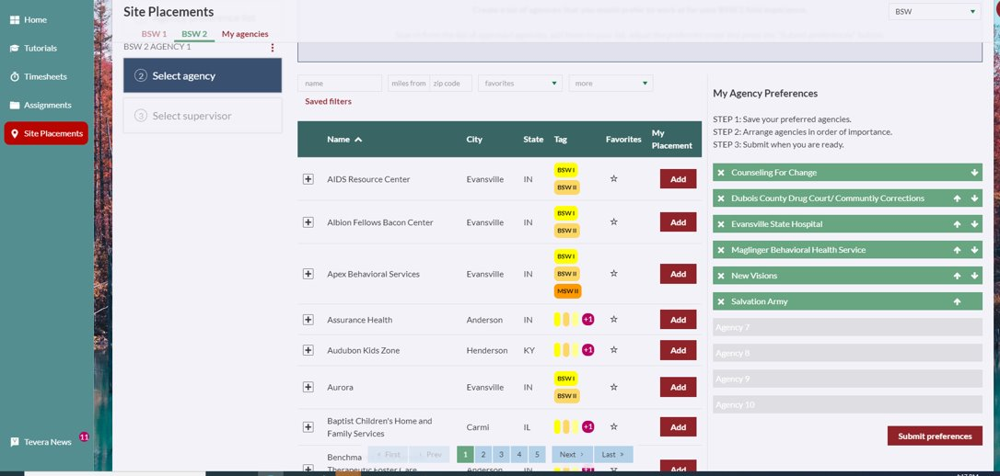 Home
Tutorials
Timesheets
Assignments
Site Placements
Tevera News
11
Site Placements
BSW
BSW 1
BSW 2
My agencies
BSW 2 AGENCY 1
2 Select agency
3 Select supervisor
name
miles from
zip code
favorites
more
Saved filters
Name
City
State
Tag
Favorites
My Placement
AIDS Resource Center
Evansville
IN
BSW I
BSW II
Add
Albion Fellows Bacon Center
Evansville
IN
BSW I
BSW II
Add
Apex Behavioral Services
Evansville
IN
BSW I
BSW II
MSW II
Add
Assurance Health
Anderson
IN
+1
Add
Audubon Kids Zone
Henderson
KY
+1
Add
Aurora
Evansville
IN
BSW I
BSW II
Add
Baptist Children's Home and
Family Services
Carmi
IL
+1
Add
Benchma
Therapeutic Foster Care
Anderson
IN
+1
Add
« First
‹ Prev
1
2
3
4
5
Next ›
Last »
My Agency Preferences
STEP 1: Save your preferred agencies.
STEP 2: Arrange agencies in order of importance.
STEP 3: Submit when you are ready.
Counseling For Change
Dubois County Drug Court/ Communtiy Corrections
Evansville State Hospital
Maglinger Behavioral Health Service
New Visions
Salvation Army
Agency 7
Agency 8
Agency 9
Agency 10
Submit preferences